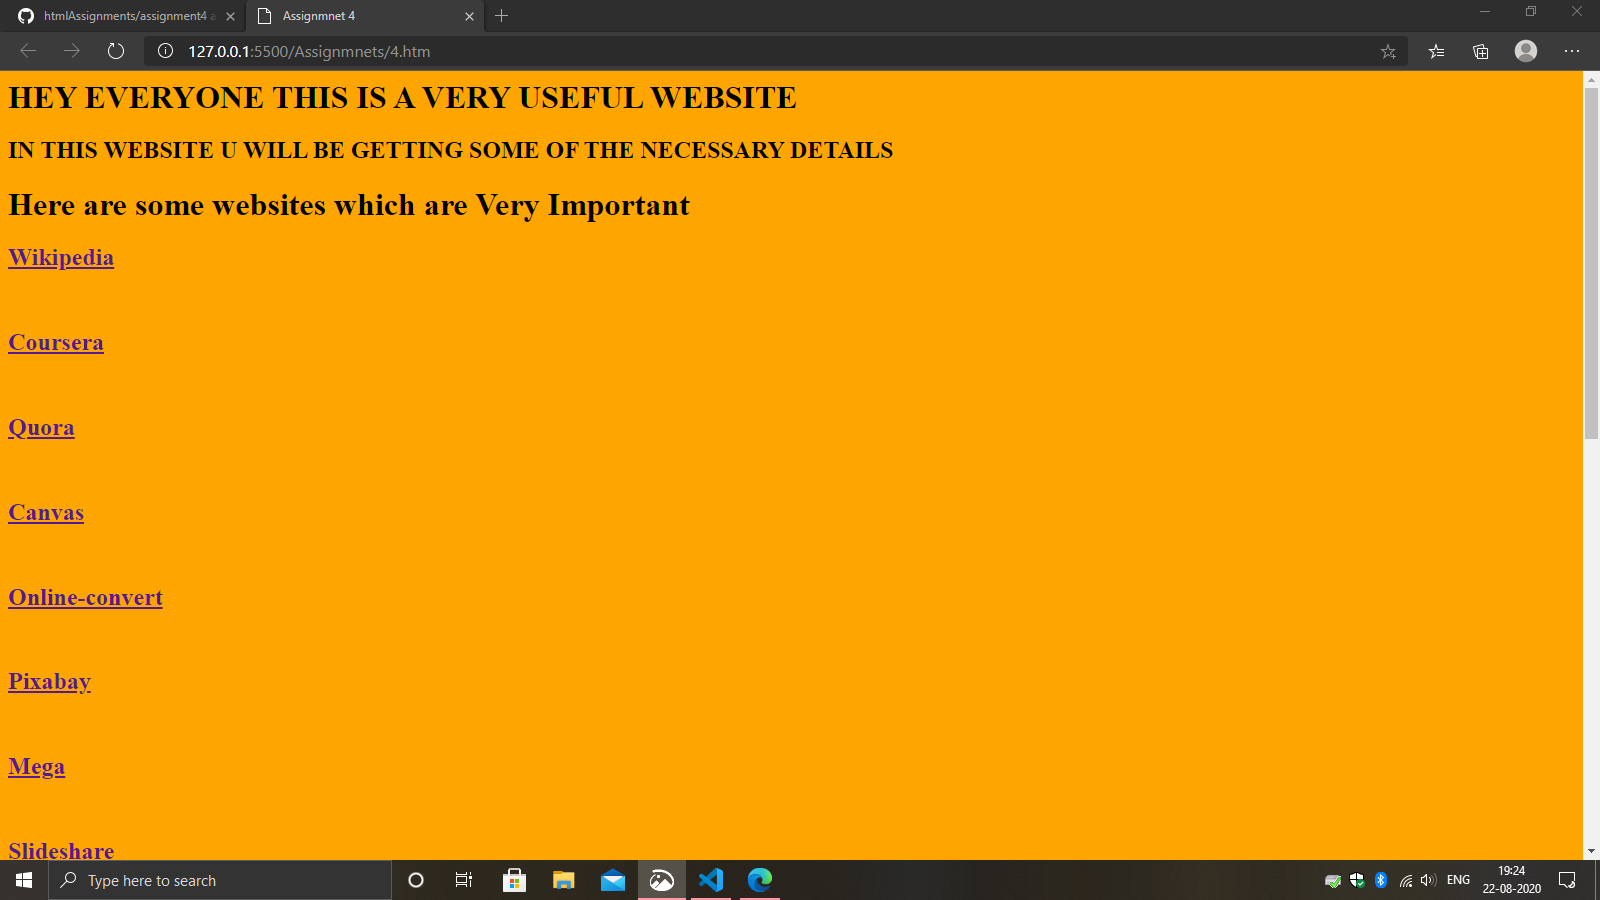 htmlAssignments/assignment4 a
Assignmnet 4
127.0.0.1:5500/Assignmnets/4.htm
HEY EVERYONE THIS IS A VERY USEFUL WEBSITE
IN THIS WEBSITE U WILL BE GETTING SOME OF THE NECESSARY DETAILS
Here are some websites which are Very Important
Wikipedia
Coursera
Quora
Canvas
Online-convert
Pixabay
Mega
Slideshare
Type here to search
ENG
19:24
22-08-2020